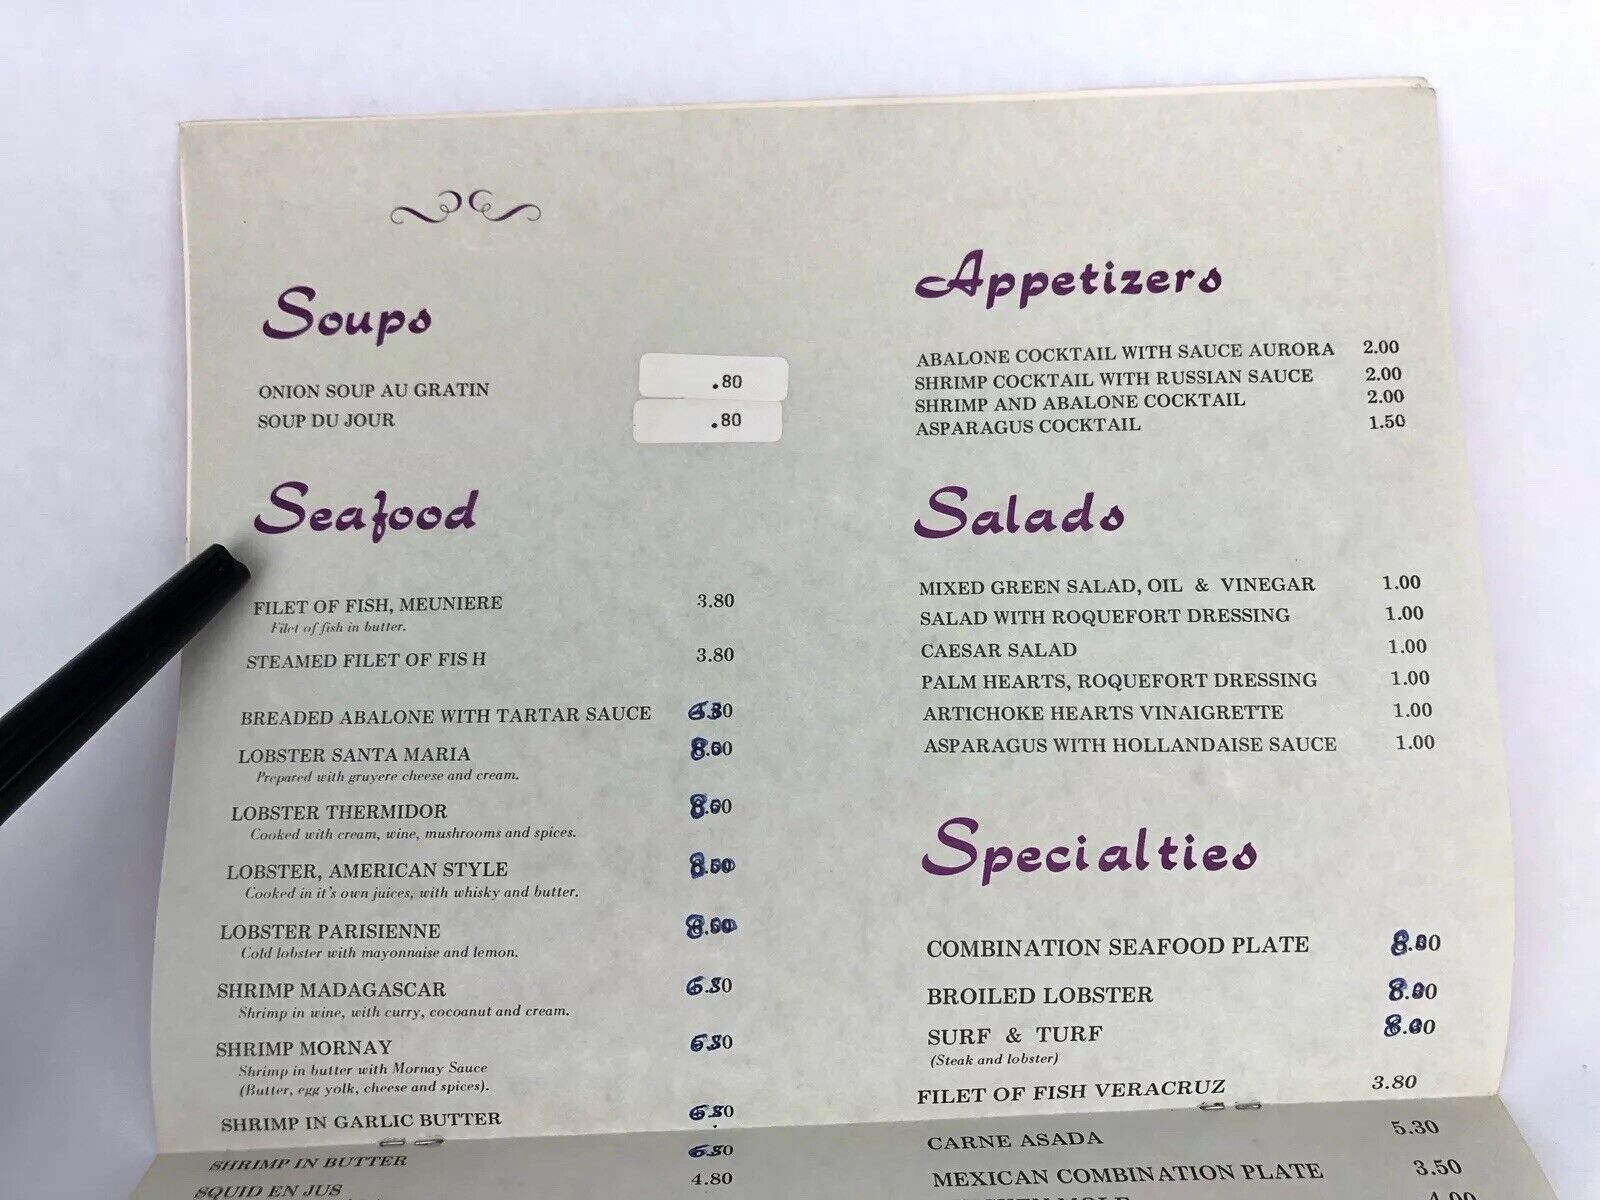 Soups
ONION SOUP AU GRATIN .80
SOUP DU JOUR .80
Seafood
FILET OF FISH, MEUNIERE 3.80
Filet of fish in butter.
STEAMED FILET OF FISH 3.80
BREADED ABALONE WITH TARTAR SAUCE
LOBSTER SANTA MARIA
Prepared with gruyere cheese and cream.
LOBSTER THERMIDOR
Cooked with cream, wine, mushrooms and spices.
LOBSTER, AMERICAN STYLE
Cooked in it's own juices, with whisky and butter.
LOBSTER PARISIENNE
Cold lobster with mayonnaise and lemon.
SHRIMP MADAGASCAR
Shrimp in wine, with curry, cocoanut and cream.
SHRIMP MORNAY
Shrimp in butter with Mornay Sauce
(Butter, egg yolk, cheese and spices).
SHRIMP IN GARLIC BUTTER
SHRIMP IN BUTTER
SQUID EN JUS 4.80
Appetizers
ABALONE COCKTAIL WITH SAUCE AURORA 2.00
SHRIMP COCKTAIL WITH RUSSIAN SAUCE 2.00
SHRIMP AND ABALONE COCKTAIL 2.00
ASPARAGUS COCKTAIL 1.50
Salads
MIXED GREEN SALAD, OIL & VINEGAR 1.00
SALAD WITH ROQUEFORT DRESSING 1.00
CAESAR SALAD 1.00
PALM HEARTS, ROQUEFORT DRESSING 1.00
ARTICHOKE HEARTS VINAIGRETTE 1.00
ASPARAGUS WITH HOLLANDAISE SAUCE 1.00
Specialties
COMBINATION SEAFOOD PLATE
BROILED LOBSTER
SURF & TURF
(Steak and lobster)
FILET OF FISH VERACRUZ 3.80
CARNE ASADA 5.30
MEXICAN COMBINATION PLATE 3.50